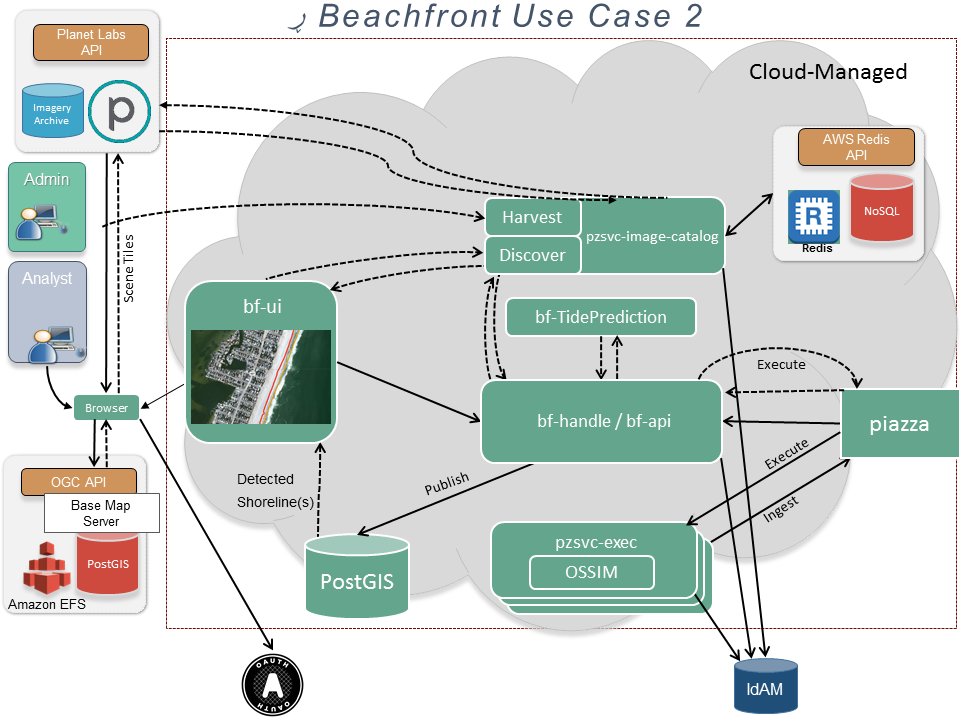 Beachfront Use Case 2
Planet Labs
API
Imagery
Archive
p
Cloud-Managed
AWS Redis
API
R
Redis
NoSQL
Admin
Analyst
Scene Tiles
Harvest
Discover
pzsvc-image-catalog
bf-ui
bf-TidePrediction
Execute
Browser
bf-handle / bf-api
piazza
OGC API
Base Map
Server
PostGIS
Amazon EFS
Detected
Shoreline(s)
Publish
Execute
Ingest
PostGIS
pzsvc-exec
OSSIM
OAUTH
A
OAUTH
IdAM